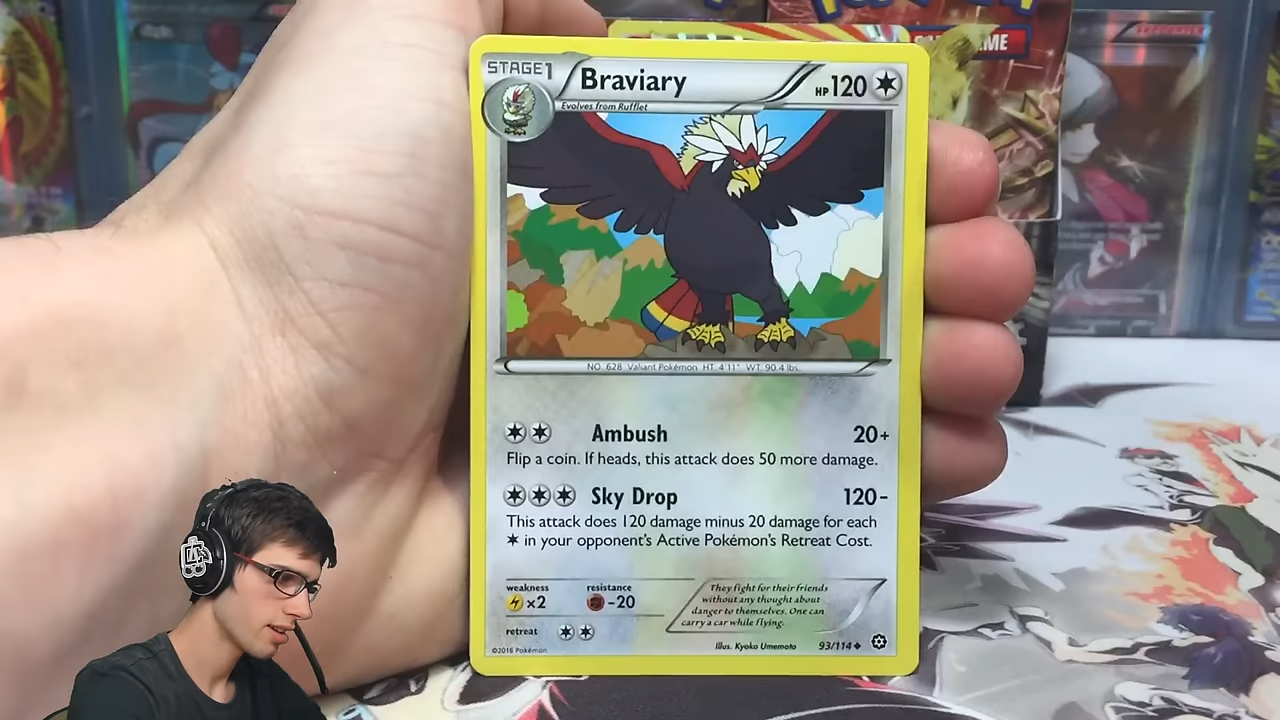 STAGE1
Braviary
HP 120
Evolves from Rufflet
NO. 628 Valiant Pokémon HT. 4'11" WT. 90.4 lbs.
Ambush 20+
Flip a coin. If heads, this attack does 50 more damage.
Sky Drop 120-
This attack does 120 damage minus 20 damage for each
in your opponent's Active Pokémon's Retreat Cost.
weakness
×2
resistance
-20
retreat
They fight for their friends
without any thought about
danger to themselves. One can
carry a car while flying.
©2016 Pokémon
Illus. Kyoko Umemoto
93/114